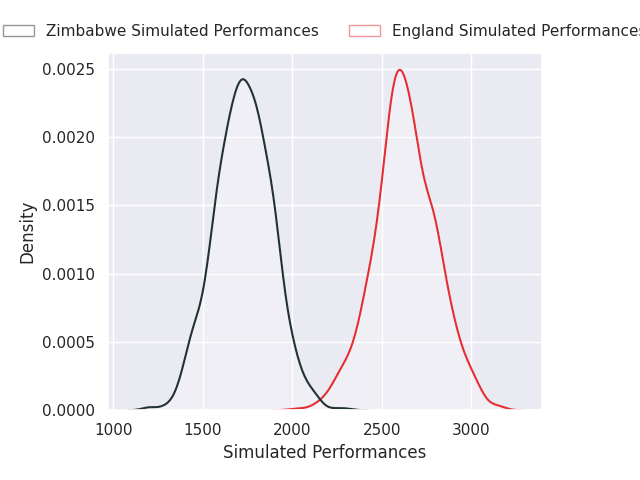 Zimbabwe Simulated Performances
England Simulated Performances
0.0025
0.0020
0.0015
0.0010
0.0005
0.0000
Density
1000 1500 2000 2500 3000
Simulated Performances